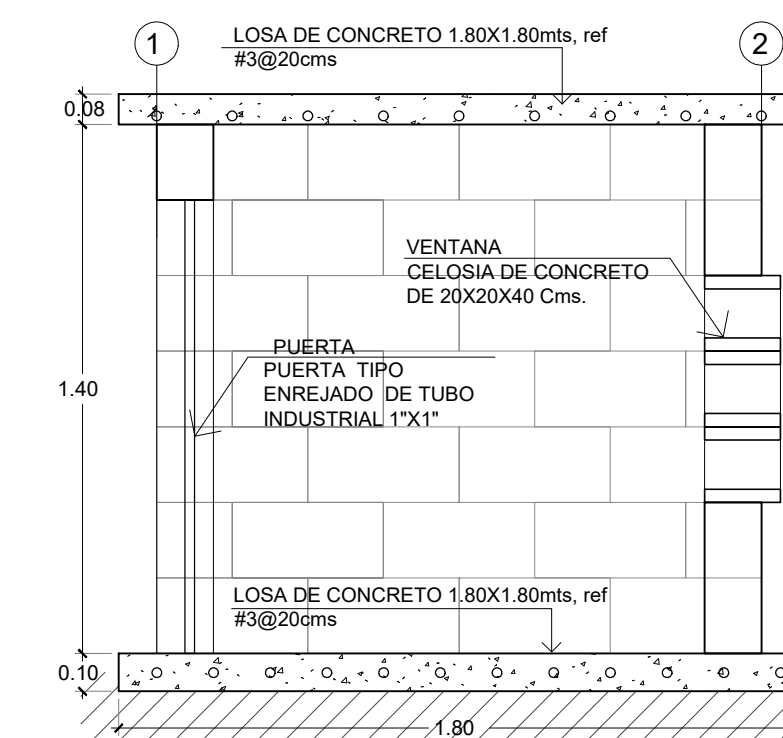 1
LOSA DE CONCRETO 1.80X1.80mts, ref
#3@20cms
2
0.08
VENTANA
CELOSIA DE CONCRETO
DE 20X20X40 Cms.
PUERTA
PUERTA TIPO
ENREJADO DE TUBO
INDUSTRIAL 1"X1"
1.40
LOSA DE CONCRETO 1.80X1.80mts, ref
#3@20cms
0.10
1.80